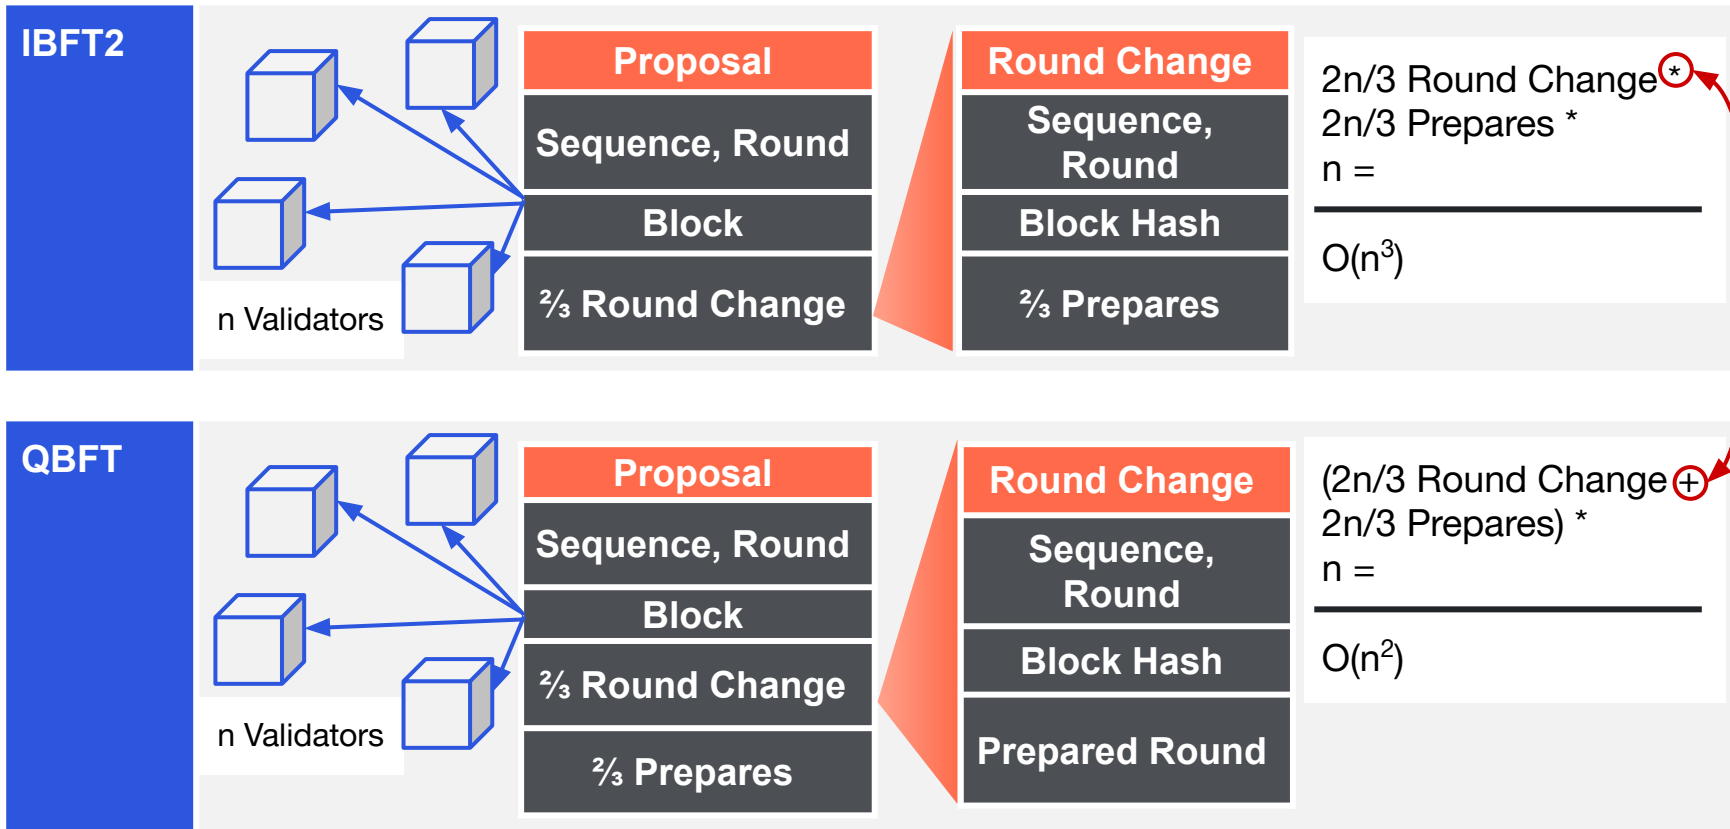 IBFT2
n Validators
Proposal
Sequence, Round
Block
⅔ Round Change
Round Change
Sequence,
Round
Block Hash
⅔ Prepares
2n/3 Round Change *
2n/3 Prepares *
n =
O(n³)
QBFT
n Validators
Proposal
Sequence, Round
Block
⅔ Round Change
⅔ Prepares
Round Change
Sequence,
Round
Block Hash
Prepared Round
(2n/3 Round Change +
2n/3 Prepares) *
n =
O(n²)